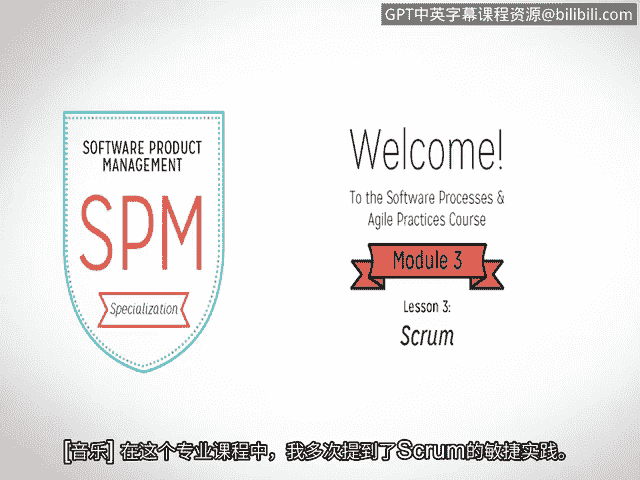 GPT中英字幕课程资源@bilibili.com
SOFTWARE PRODUCT
MANAGEMENT
SPM
Specialization
Welcome!
To the Software Processes &
Agile Practices Course
Module 3
Lesson 3:
Scrum
[音乐] 在这个专业课程中，我多次提到了Scrum的敏捷实践。